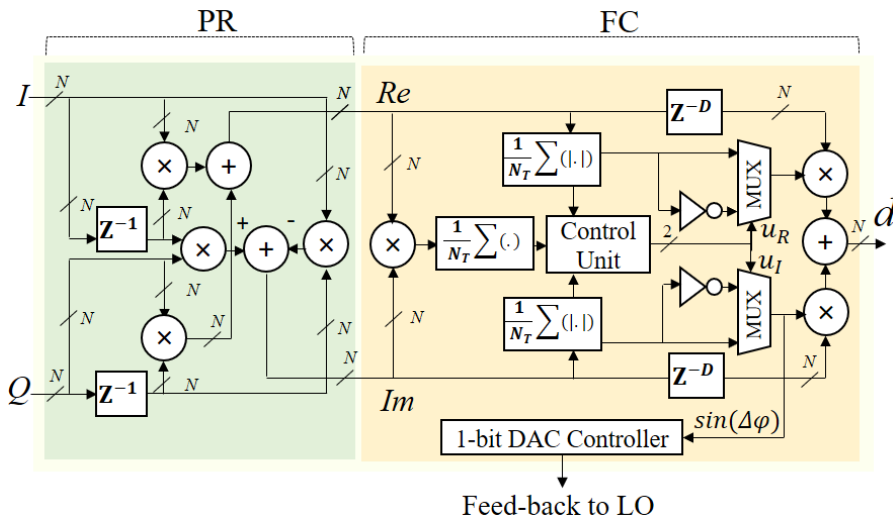 PR FC
I N N N Re Z^{-D} N
N N
× + 1/N_T ∑(|.|) ×
N N N N MUX
Z^{-1} + - 1/N_T ∑(.) Control Unit 2 u_R d
× + × × + N
N N N N u_I
× N 1/N_T ∑(|.|) MUX ×
Q N Z^{-1} N N Im Z^{-D} N
sin(Δφ)
1-bit DAC Controller
Feed-back to LO